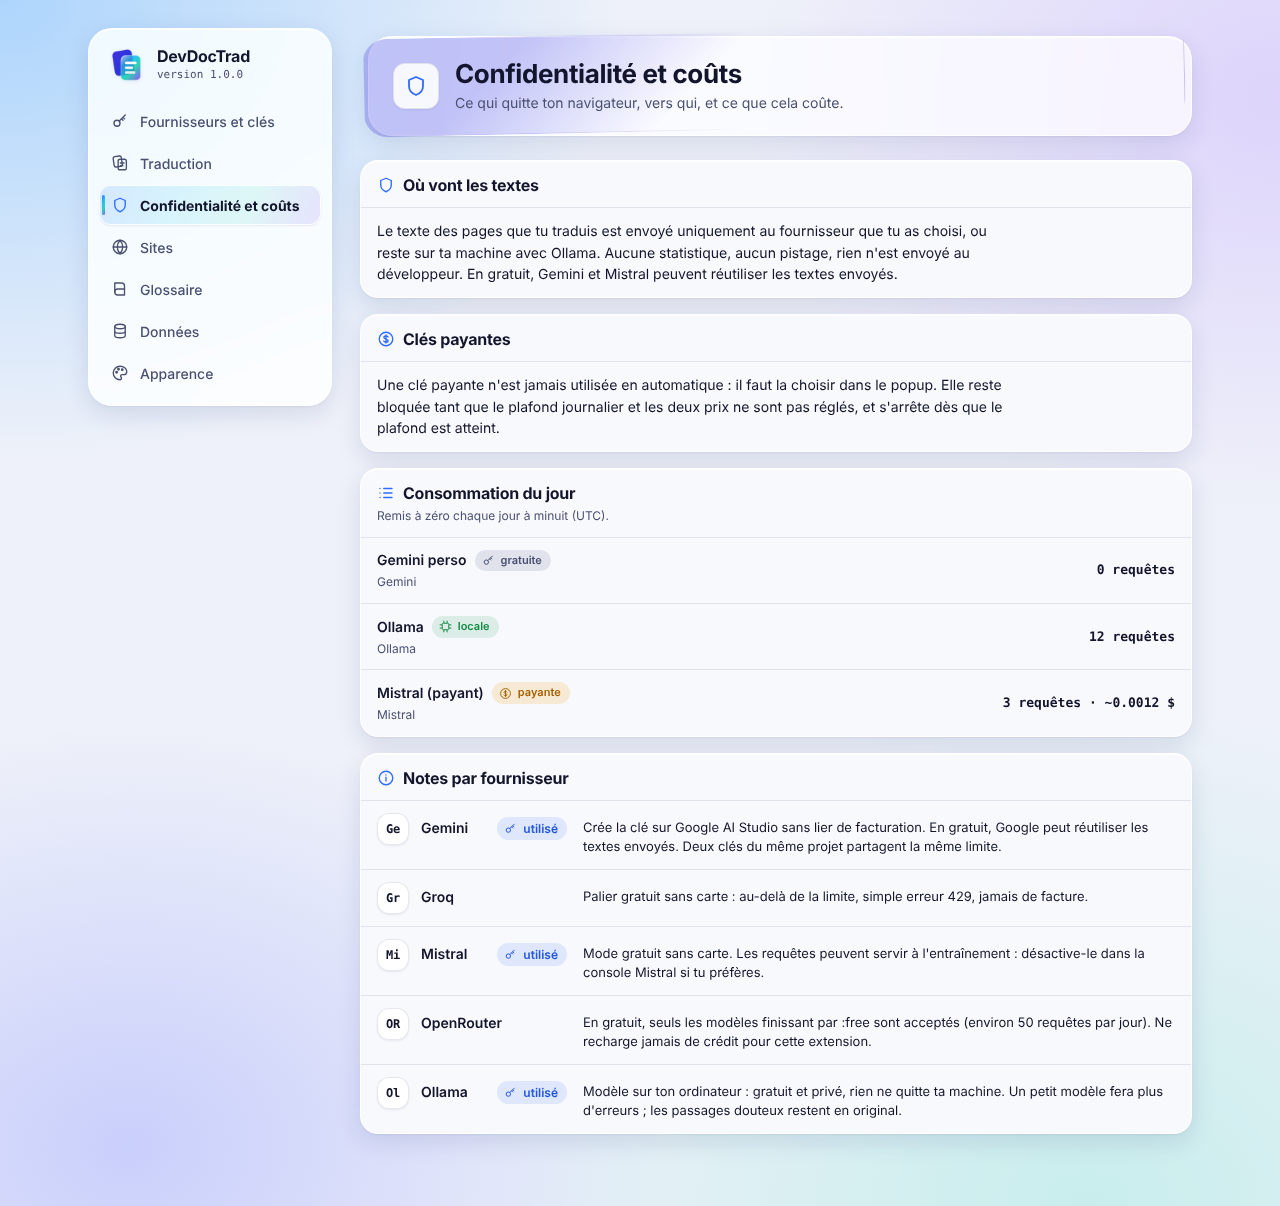 DevDocTrad
version 1.0.0
Fournisseurs et clés
Traduction
Confidentialité et coûts
Sites
Glossaire
Données
Apparence
Confidentialité et coûts
Ce qui quitte ton navigateur, vers qui, et ce que cela coûte.
Où vont les textes
Le texte des pages que tu traduis est envoyé uniquement au fournisseur que tu as choisi, ou
reste sur ta machine avec Ollama. Aucune statistique, aucun pistage, rien n'est envoyé au
développeur. En gratuit, Gemini et Mistral peuvent réutiliser les textes envoyés.
Clés payantes
Une clé payante n'est jamais utilisée en automatique : il faut la choisir dans le popup. Elle reste
bloquée tant que le plafond journalier et les deux prix ne sont pas réglés, et s'arrête dès que le
plafond est atteint.
Consommation du jour
Remis à zéro chaque jour à minuit (UTC).
Gemini perso gratuite
Gemini
0 requêtes
Ollama locale
Ollama
12 requêtes
Mistral (payant) payante
Mistral
3 requêtes · ~0.0012 $
Notes par fournisseur
Ge Gemini utilisé
Crée la clé sur Google AI Studio sans lier de facturation. En gratuit, Google peut réutiliser les
textes envoyés. Deux clés du même projet partagent la même limite.
Gr Groq
Palier gratuit sans carte : au-delà de la limite, simple erreur 429, jamais de facture.
Mi Mistral utilisé
Mode gratuit sans carte. Les requêtes peuvent servir à l'entraînement : désactive-le dans la
console Mistral si tu préfères.
OR OpenRouter
En gratuit, seuls les modèles finissant par :free sont acceptés (environ 50 requêtes par jour). Ne
recharge jamais de crédit pour cette extension.
Ol Ollama utilisé
Modèle sur ton ordinateur : gratuit et privé, rien ne quitte ta machine. Un petit modèle fera plus
d'erreurs ; les passages douteux restent en original.